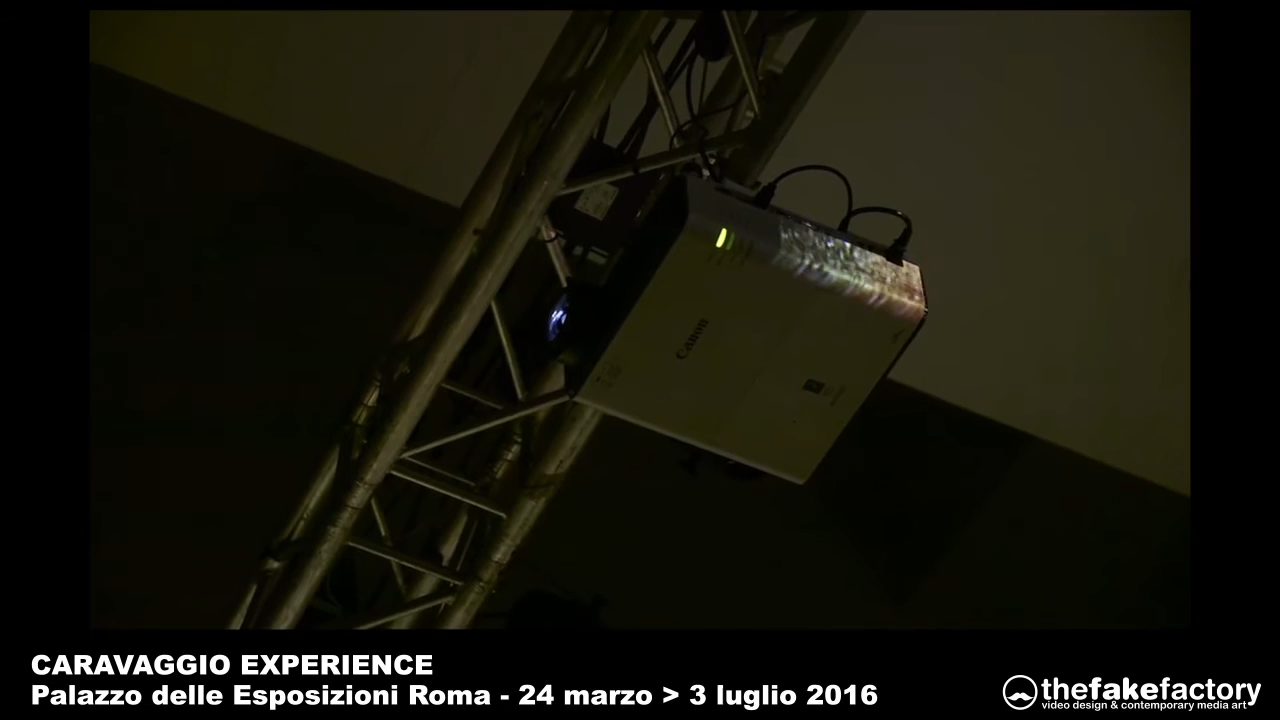 Canon
CARAVAGGIO EXPERIENCE
Palazzo delle Esposizioni Roma - 24 marzo > 3 luglio 2016
thefakefactory
video design & contemporary media art